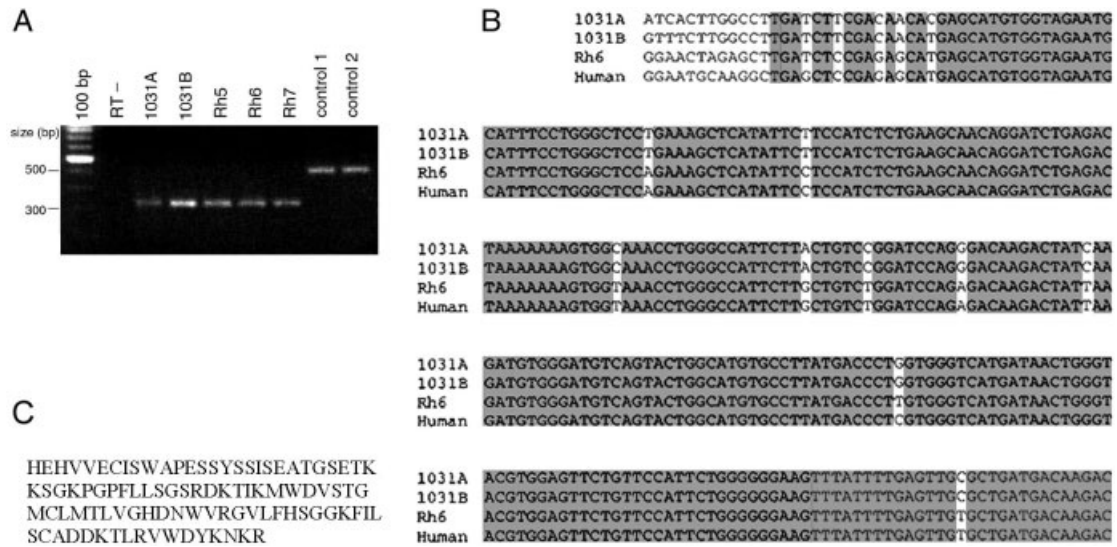 A
100 bp
RT –
1031A
1031B
Rh5
Rh6
Rh7
control 1
control 2
size (bp)
500
300
B
1031A ATCACTTGGCCTTGATCTTCGACAACACGAGCATGTGGTAGAATG
1031B GTTTCTTGGCCTTGATCTTCGACAACATGAGCATGTGGTAGAATG
Rh6 GGAACTAGAGCTTGATCTTCGACAGCATGAGCATGTGGTAGAATG
Human GGAATGCAAGGCTGAGCTCCGAGAGCATGAGCATGTGGTAGAATG
1031A CATTTCCTGGGCTCCTGAAAGCTCATATTCTTCCATCTCTGAAGCAACAGGATCTGAGAC
1031B CATTTCCTGGGCTCCTGAAAGCTCATATTCTTCCATCTCTGAAGCAACAGGATCTGAGAC
Rh6 CATTTCCTGGGCTCCAGAAAGCTCATATTCCTCCATCTCTGAAGCAACAGGATCTGAGAC
Human CATTTCCTGGGCTCCAGAAAGCTCATATTCCTCCATCTCTGAAGCAACAGGATCTGAGAC
1031A TAAAAAAAGTGGCAAACCTGGGCCATTCTTACTGTCCGGATCCAGGGACAAGACTATCAA
1031B TAAAAAAAGTGGCAAACCTGGGCCATTCTTACTGTCCGGATCCAGGGACAAGACTATCAA
Rh6 TAAAAAAAGTGGTAAACCTGGGCCATTCTTGCTGTCTGGATCCAGAGACAAGACTATTAA
Human TAAAAAAAGTGGTAAACCTGGGCCATTCTTGCTGTCTGGATCCAGAGACAAGACTATTAA
1031A GATGTGGGATGTCAGTACTGGCATGTGCCTTATGACCCTGGTGGGTCATGATAACTGGGT
1031B GATGTGGGATGTCAGTACTGGCATGTGCCTTATGACCCTGGTGGGTCATGATAACTGGGT
Rh6 GATGTGGGATGTCAGTACTGGCATGTGCCTTATGACCCTTGTGGGTCATGATAACTGGGT
Human GATGTGGGATGTCAGTACTGGCATGTGCCTTATGACCCTCGTGGGTCATGATAACTGGGT
1031A ACGTGGAGTTCTGTTCCATTCTGGGGGGAAGTTTATTTTGAGTTGCGCTGATGACAAGAC
1031B ACGTGGAGTTCTGTTCCATTCTGGGGGGAAGTTTATTTTGAGTTGCGCTGATGACAAGAC
Rh6 ACGTGGAGTTCTGTTCCATTCTGGGGGGAAGTTTATTTTGAGTTGTGCTGATGACAAGAC
Human ACGTGGAGTTCTGTTCCATTCTGGGGGGAAGTTTATTTTGAGTTGTGCTGATGACAAGAC
C
HEHVVECISWAPESSYSSISEATGSETK
KSGKPGPFLLSGSRDKTIKMWDVSTG
MCLMTLVGHDNWVRGVLFHSGGKFIL
SCADDKTLRVWDYKNKR